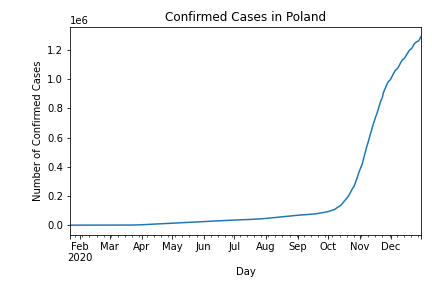 Confirmed Cases in Poland
1e6
1.2
1.0
0.8
0.6
0.4
0.2
0.0
Number of Confirmed Cases
Feb Mar Apr May Jun Jul Aug Sep Oct Nov Dec
2020
Day